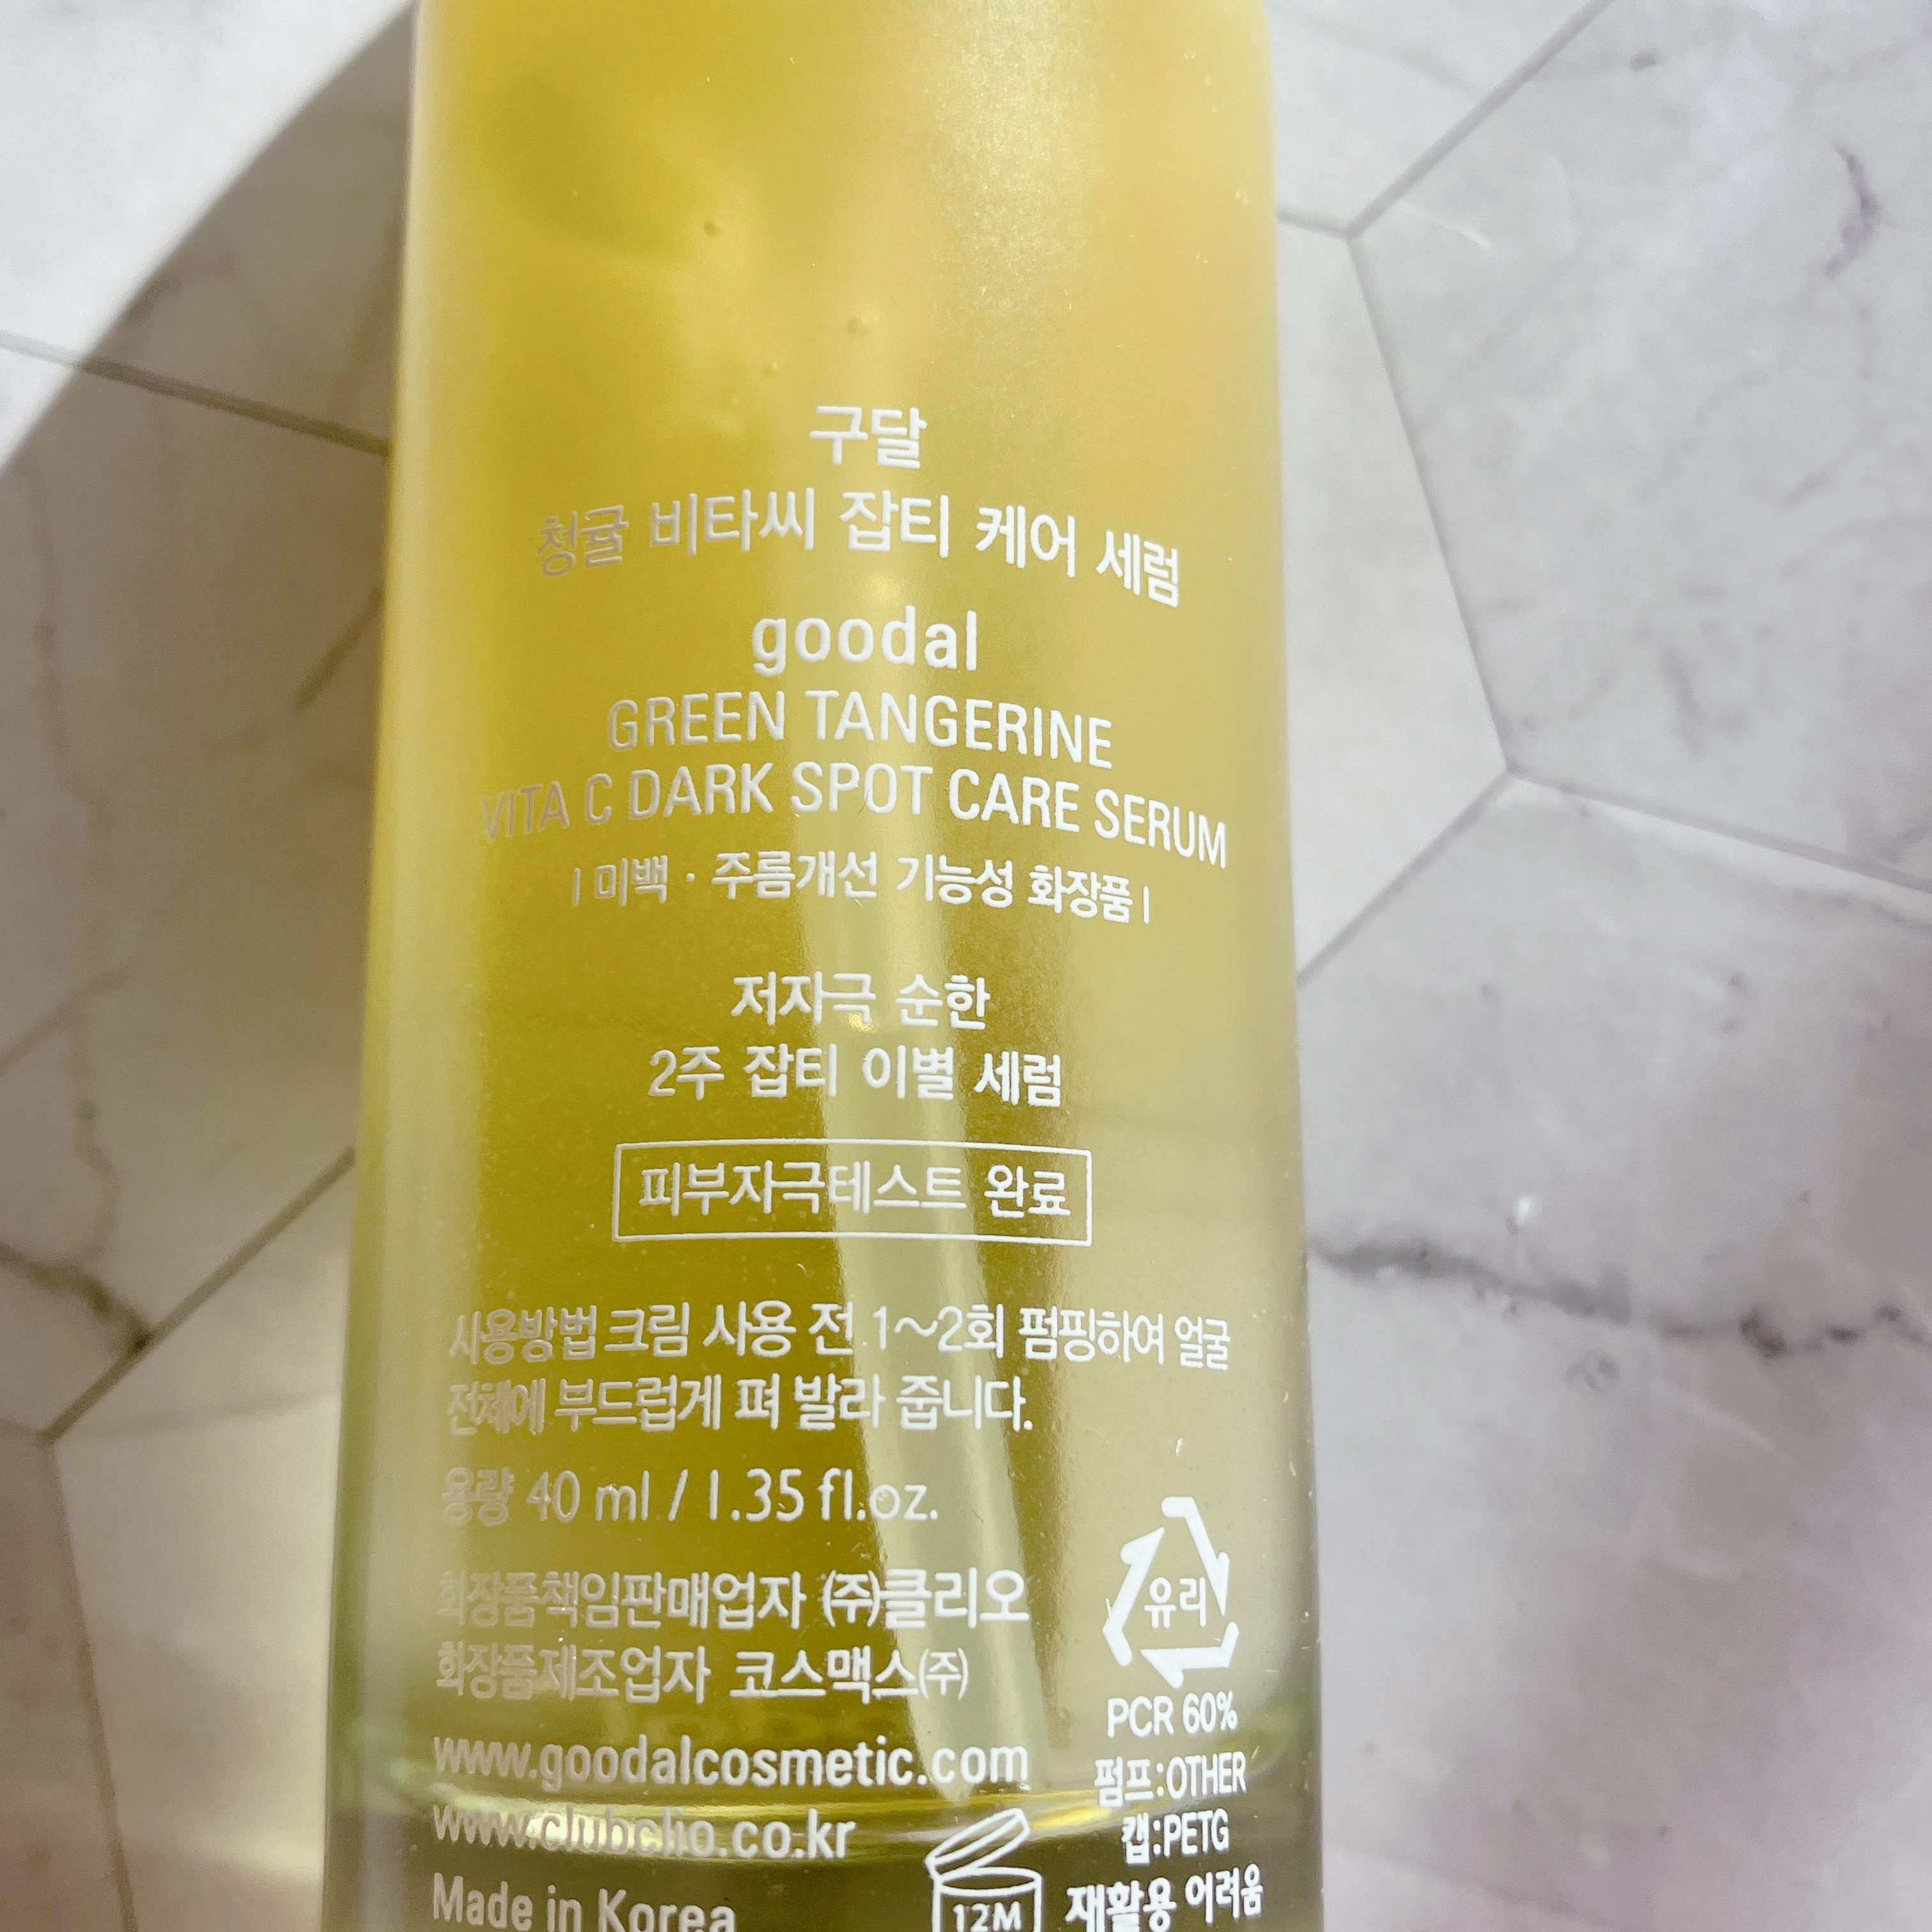 구달
청귤 비타씨 잡티 케어 세럼
goodal
GREEN TANGERINE
VITA C DARK SPOT CARE SERUM
| 미백 · 주름개선 기능성 화장품 |
저자극 순한
2주 잡티 이별 세럼
피부자극테스트 완료
사용방법 크림 사용 전 1~2회 펌핑하여 얼굴
전체에 부드럽게 펴 발라 줍니다.
용량 40 ml / 1.35 fl.oz.
화장품책임판매업자 ㈜클리오
화장품제조업자 코스맥스㈜
www.goodalcosmetic.com
www.clubclio.co.kr
Made in Korea
12M
유리
PCR 60%
펌프:OTHER
캡:PETG
재활용 어려움